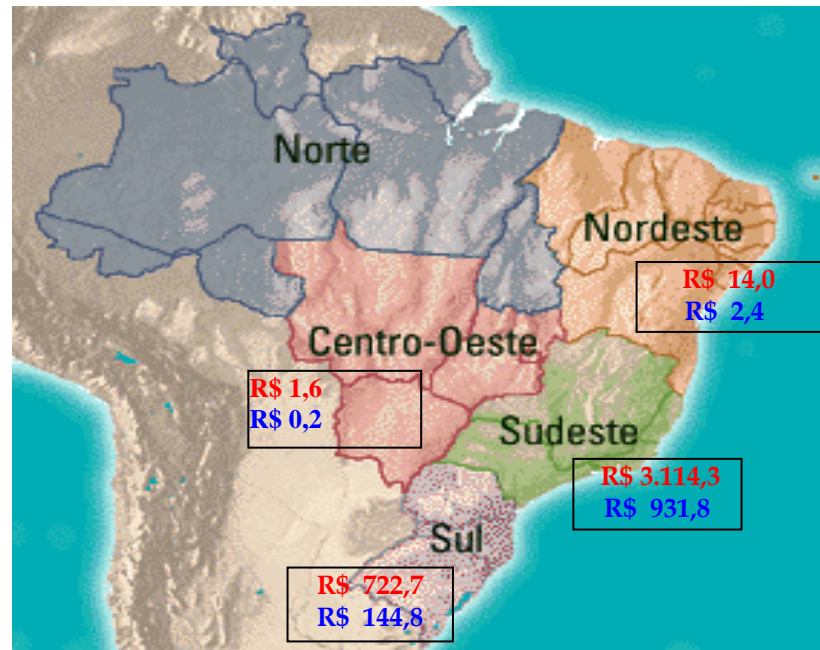 Norte
Nordeste
R$ 14,0
R$ 2,4
Centro-Oeste
R$ 1,6
R$ 0,2
Sudeste
R$ 3.114,3
R$ 931,8
Sul
R$ 722,7
R$ 144,8